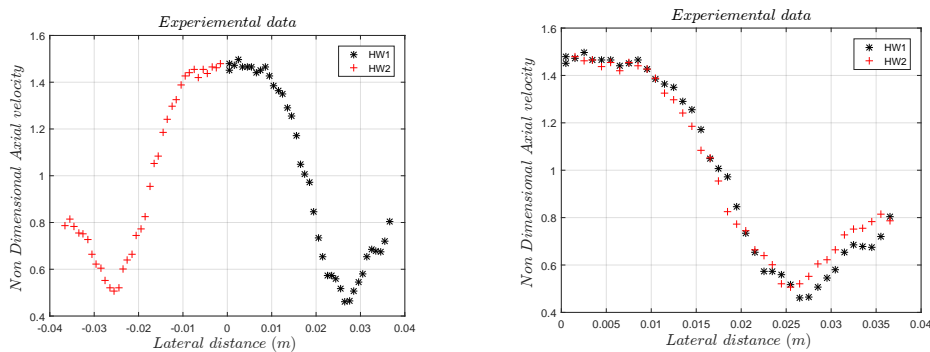 Experiemental data
Non Dimensional Axial velocity
1.6
1.4
1.2
1
0.8
0.6
0.4
HW1
HW2
-0.04 -0.03 -0.02 -0.01 0 0.01 0.02 0.03 0.04
Lateral distance (m)
Experiemental data
Non Dimensional Axial velocity
1.6
1.4
1.2
1
0.8
0.6
0.4
HW1
HW2
0 0.005 0.01 0.015 0.02 0.025 0.03 0.035 0.04
Lateral distance (m)